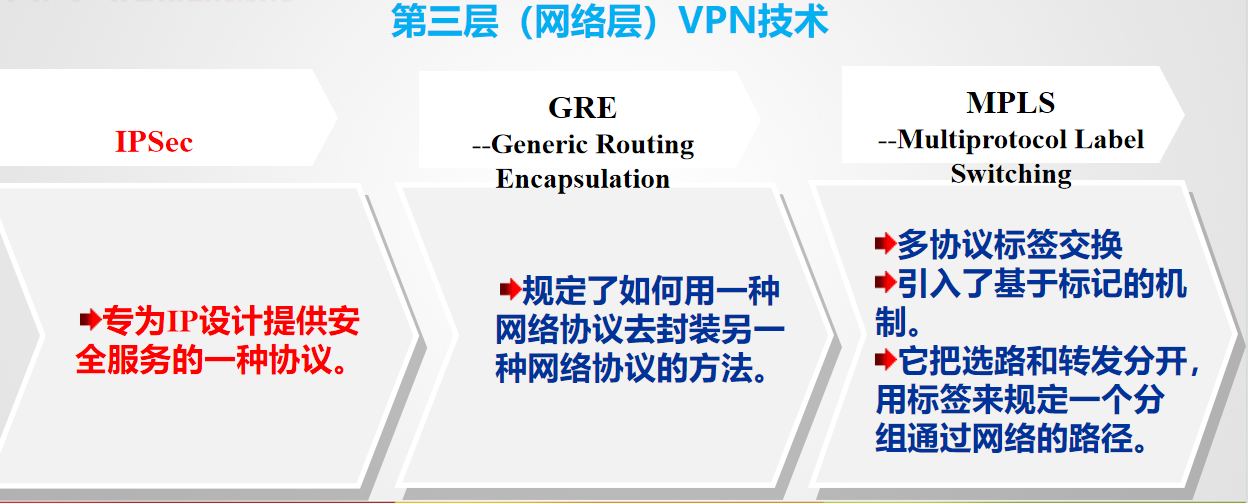 第三层（网络层）VPN技术
IPSec
专为IP设计提供安
全服务的一种协议。
GRE
--Generic Routing
Encapsulation
规定了如何用一种
网络协议去封装另一
种网络协议的方法。
MPLS
--Multiprotocol Label
Switching
多协议标签交换
引入了基于标记的机
制。
它把选路和转发分开，
用标签来规定一个分
组通过网络的路径。